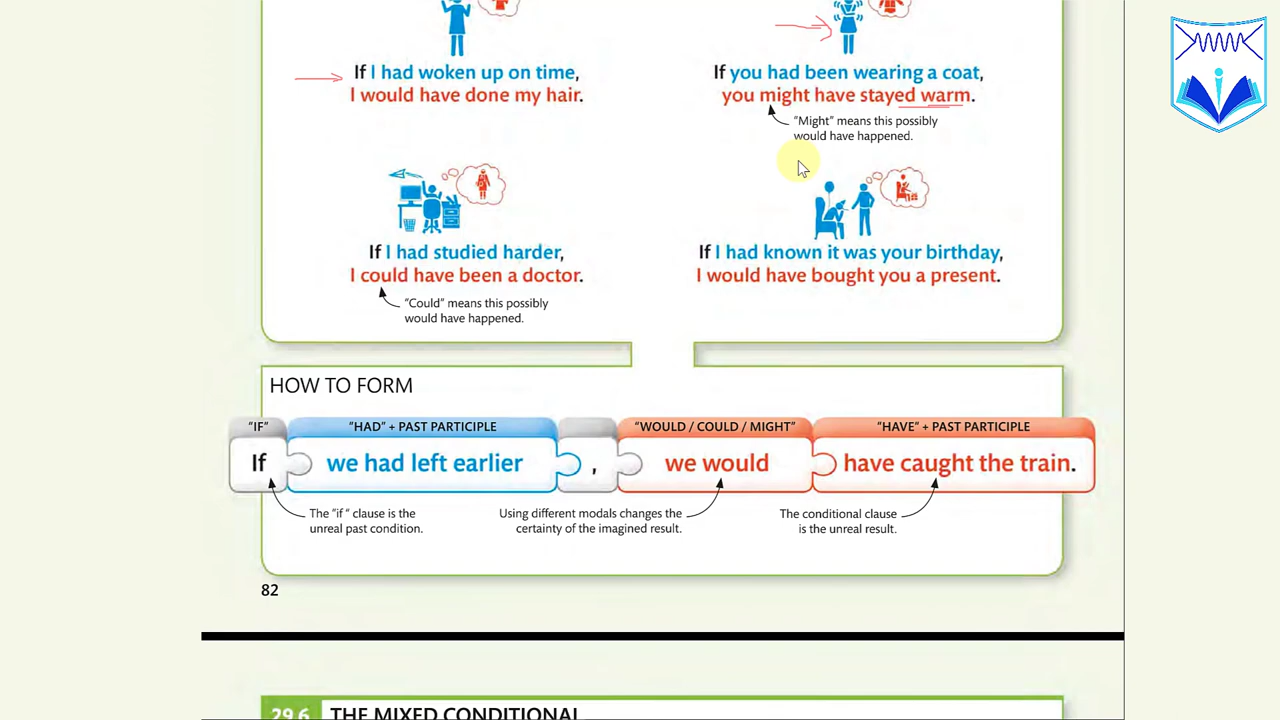 If I had woken up on time,
I would have done my hair.
If you had been wearing a coat,
you might have stayed warm.
"Might" means this possibly
would have happened.
If I had studied harder,
I could have been a doctor.
"Could" means this possibly
would have happened.
If I had known it was your birthday,
I would have bought you a present.
HOW TO FORM
"IF"
"HAD" + PAST PARTICIPLE
"WOULD / COULD / MIGHT"
"HAVE" + PAST PARTICIPLE
If we had left earlier , we would have caught the train.
The "if " clause is the
unreal past condition.
Using different modals changes the
certainty of the imagined result.
The conditional clause
is the unreal result.
82
29.6 THE MIXED CONDITIONAL